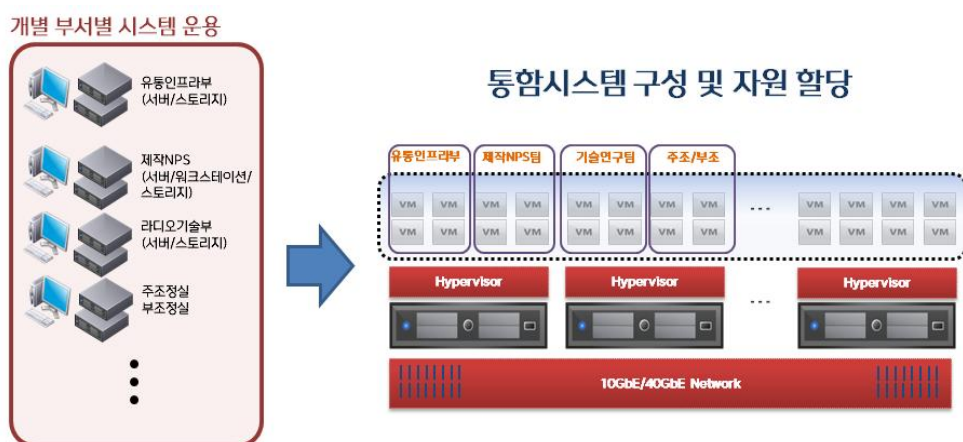 개별 부서별 시스템 운용
유통인프라부
(서버/스토리지)
제작NPS
(서버/워크스테이션/
스토리지)
라디오기술부
(서버/스토리지)
주조정실
부조정실
통합시스템 구성 및 자원 할당
유통인프라부 제작NPS팀 기술연구팀 주조/부조
VM VM VM VM VM VM VM VM ... VM VM VM VM
VM VM VM VM VM VM VM VM VM VM VM VM
Hypervisor Hypervisor Hypervisor
...
10GbE/40GbE Network